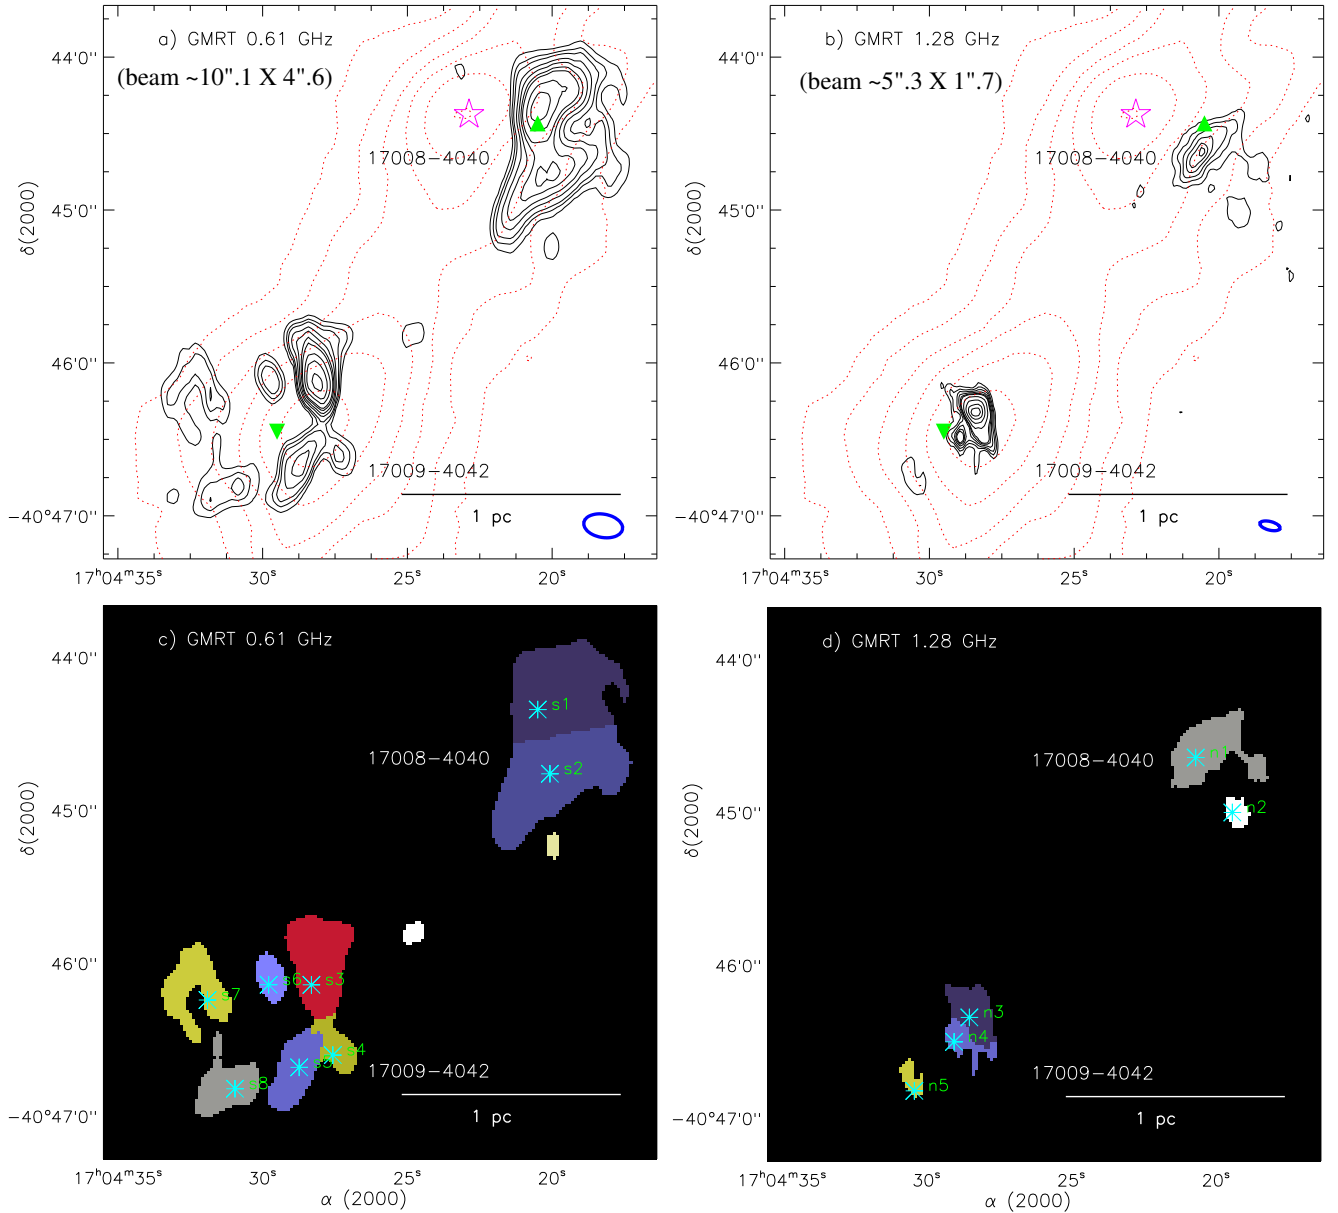 a) GMRT 0.61 GHz
(beam ~10".1 X 4".6)
17008-4040
17009-4042
1 pc
44'0''
45'0''
46'0''
-40°47'0''
δ(2000)
17ʰ04ᵐ35ˢ
30ˢ
25ˢ
20ˢ
b) GMRT 1.28 GHz
(beam ~5".3 X 1".7)
17008-4040
17009-4042
1 pc
44'0''
45'0''
46'0''
-40°47'0''
δ(2000)
17ʰ04ᵐ35ˢ
30ˢ
25ˢ
20ˢ
c) GMRT 0.61 GHz
s1
17008-4040
s2
s6
s3
s7
s4
s5
s8
17009-4042
1 pc
44'0''
45'0''
46'0''
-40°47'0''
δ(2000)
17ʰ04ᵐ35ˢ
30ˢ
25ˢ
20ˢ
α (2000)
d) GMRT 1.28 GHz
n1
17008-4040
n2
n3
n4
17009-4042
n5
1 pc
44'0''
45'0''
46'0''
-40°47'0''
δ(2000)
17ʰ04ᵐ35ˢ
30ˢ
25ˢ
20ˢ
α (2000)